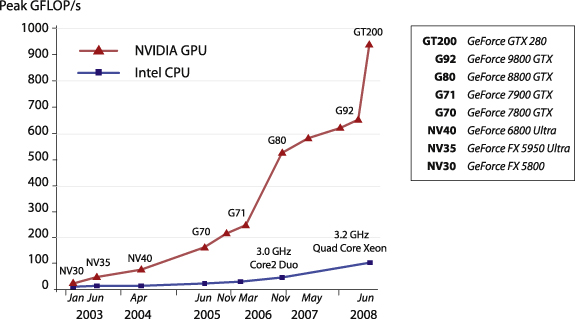 Peak GFLOP/s
1000
900
800
700
600
500
400
300
200
100
0
NVIDIA GPU
Intel CPU
NV30
NV35
NV40
G70
G71
G80
G92
GT200
3.0 GHz
Core2 Duo
3.2 GHz
Quad Core Xeon
Jan Jun Apr Jun Nov Mar Nov May Jun
2003 2004 2005 2006 2007 2008
GT200 GeForce GTX 280
G92 GeForce 9800 GTX
G80 GeForce 8800 GTX
G71 GeForce 7900 GTX
G70 GeForce 7800 GTX
NV40 GeForce 6800 Ultra
NV35 GeForce FX 5950 Ultra
NV30 GeForce FX 5800